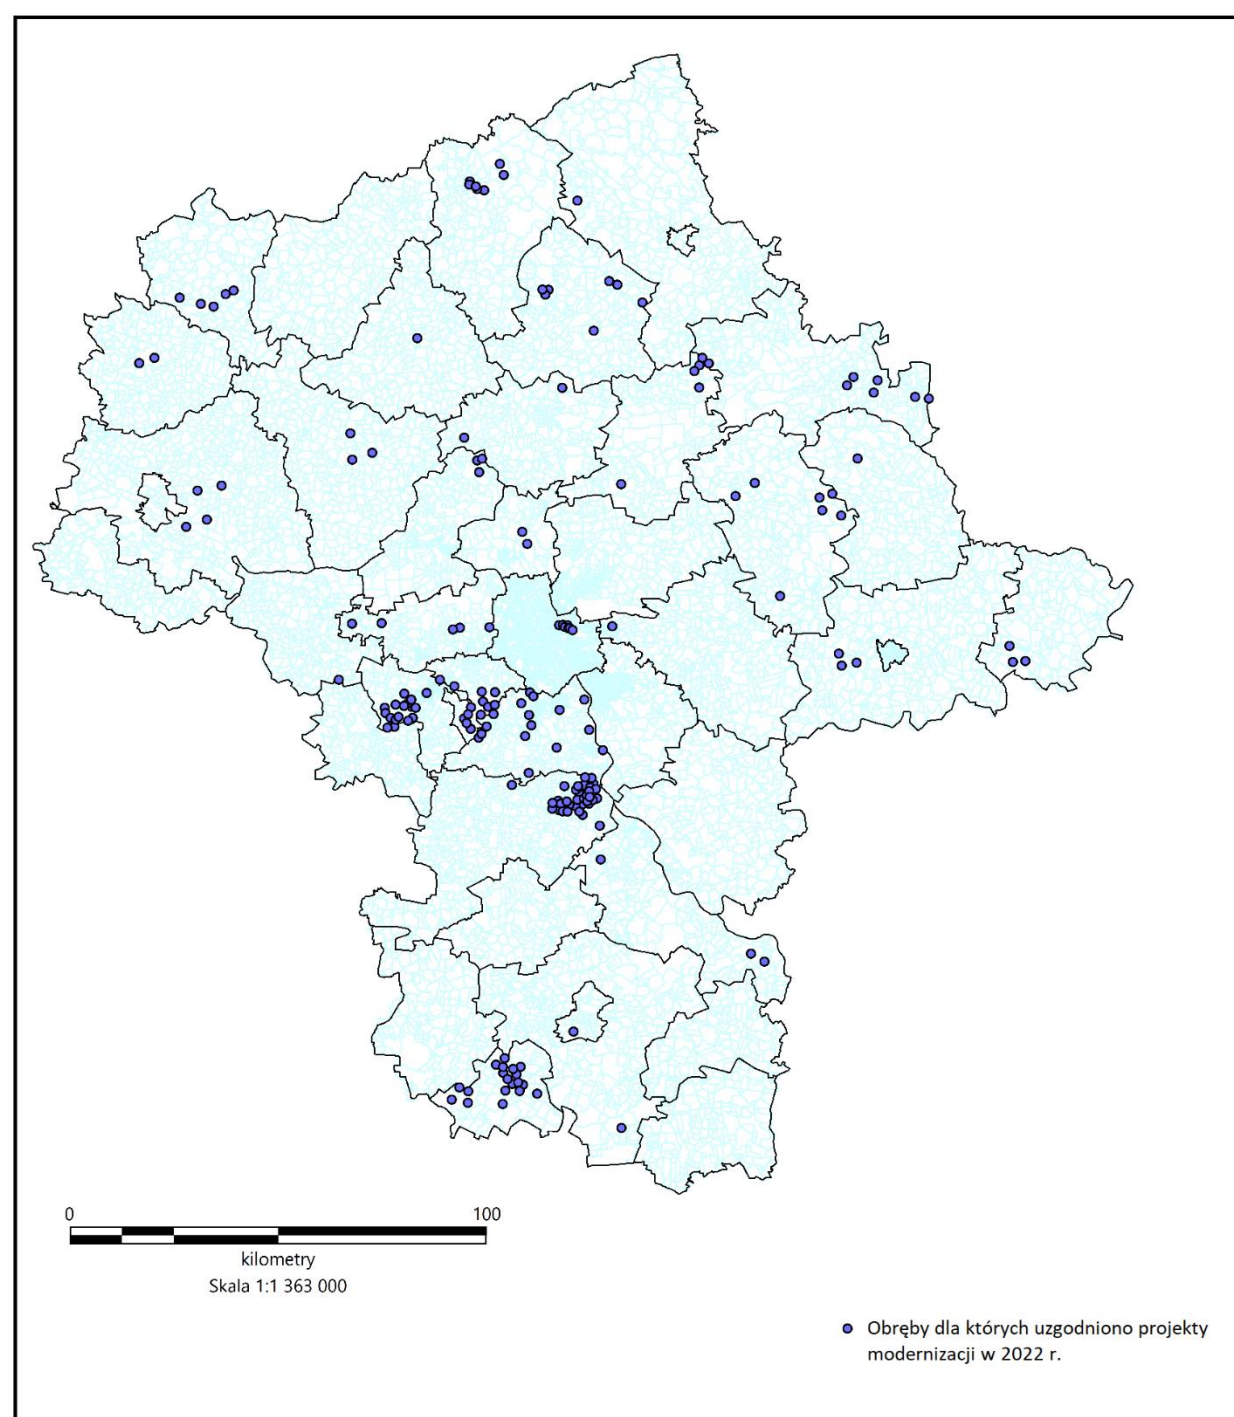 0 100
kilometry
Skala 1:1 363 000
Obręby dla których uzgodniono projekty
modernizacji w 2022 r.